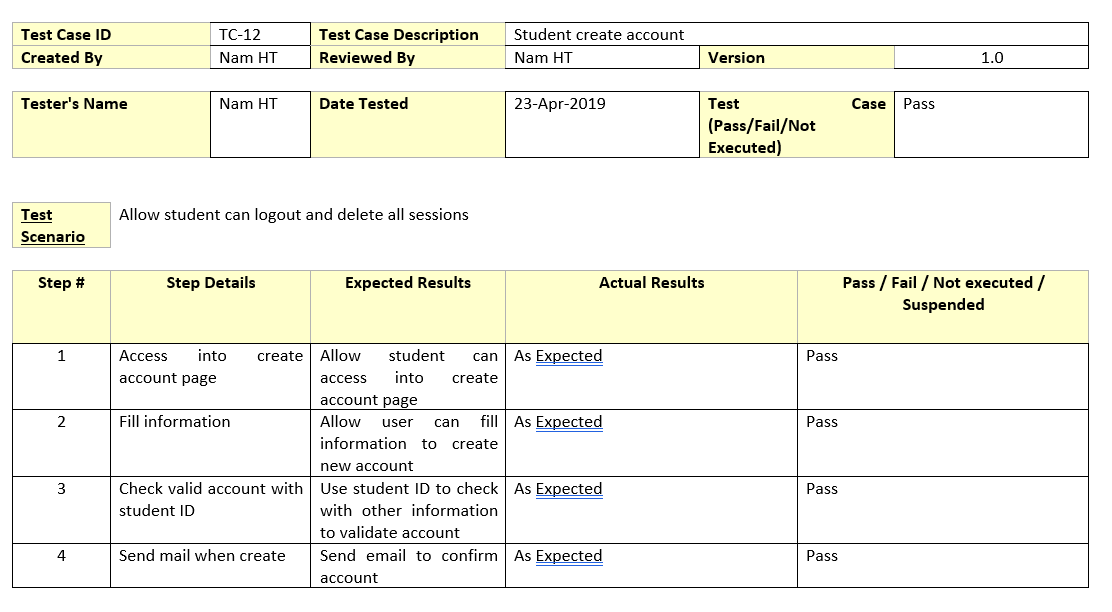 Test Case ID TC-12 Test Case Description Student create account
Created By Nam HT Reviewed By Nam HT Version 1.0
Tester's Name Nam HT Date Tested 23-Apr-2019 Test Case Pass
(Pass/Fail/Not
Executed)
Test Allow student can logout and delete all sessions
Scenario
Step # Step Details Expected Results Actual Results Pass / Fail / Not executed /
Suspended
1 Access into create Allow student can As Expected Pass
account page access into create
account page
2 Fill information Allow user can fill As Expected Pass
information to create
new account
3 Check valid account with Use student ID to check As Expected Pass
student ID with other information
to validate account
4 Send mail when create Send email to confirm As Expected Pass
account